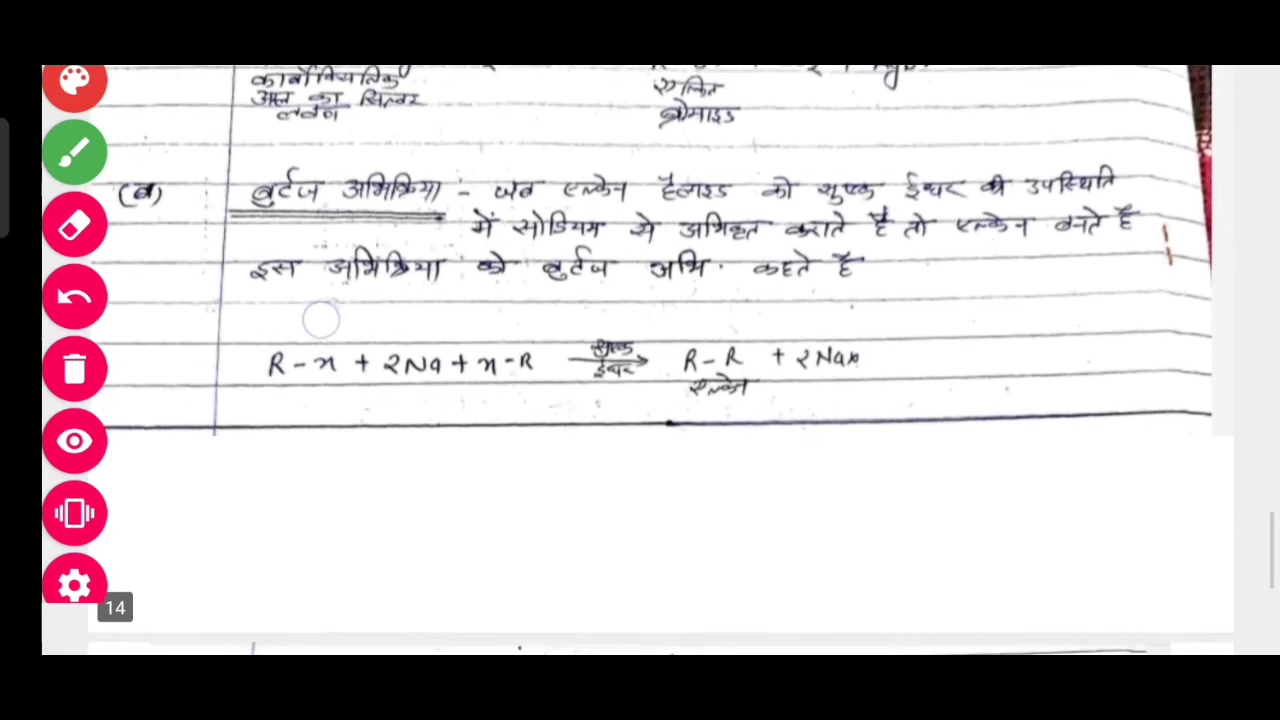 कार्बोक्सिलिक
अम्ल का सिल्वर
लवण
एल्किल
ब्रोमाइड
(ब) वुर्टज अभिक्रिया - जब एल्केन हैलाइड को शुष्क ईथर की उपस्थिति
में सोडियम से अभिकृत कराते है तो एल्केन बनते है
इस अभिक्रिया को वुर्टज अभि. कहते है
R-x + 2Na + x-R शुष्क ईथर → R-R + 2Nax
एल्केन
14